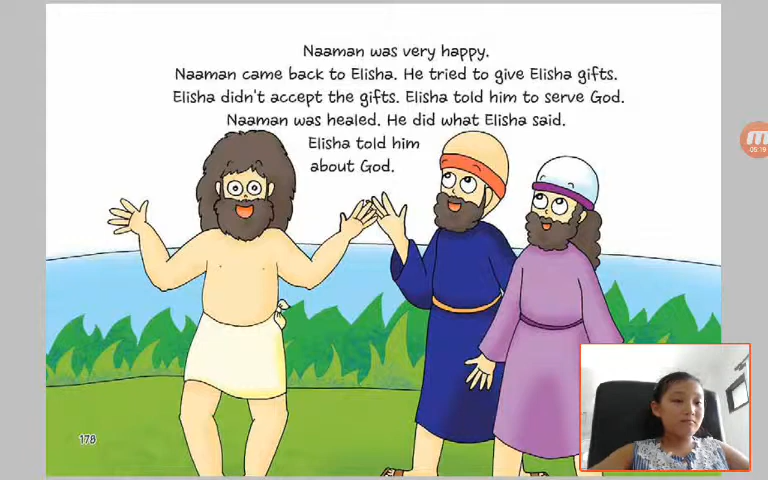 Naaman was very happy.
Naaman came back to Elisha. He tried to give Elisha gifts.
Elisha didn't accept the gifts. Elisha told him to serve God.
Naaman was healed. He did what Elisha said.
Elisha told him
about God.
m
05:19
178